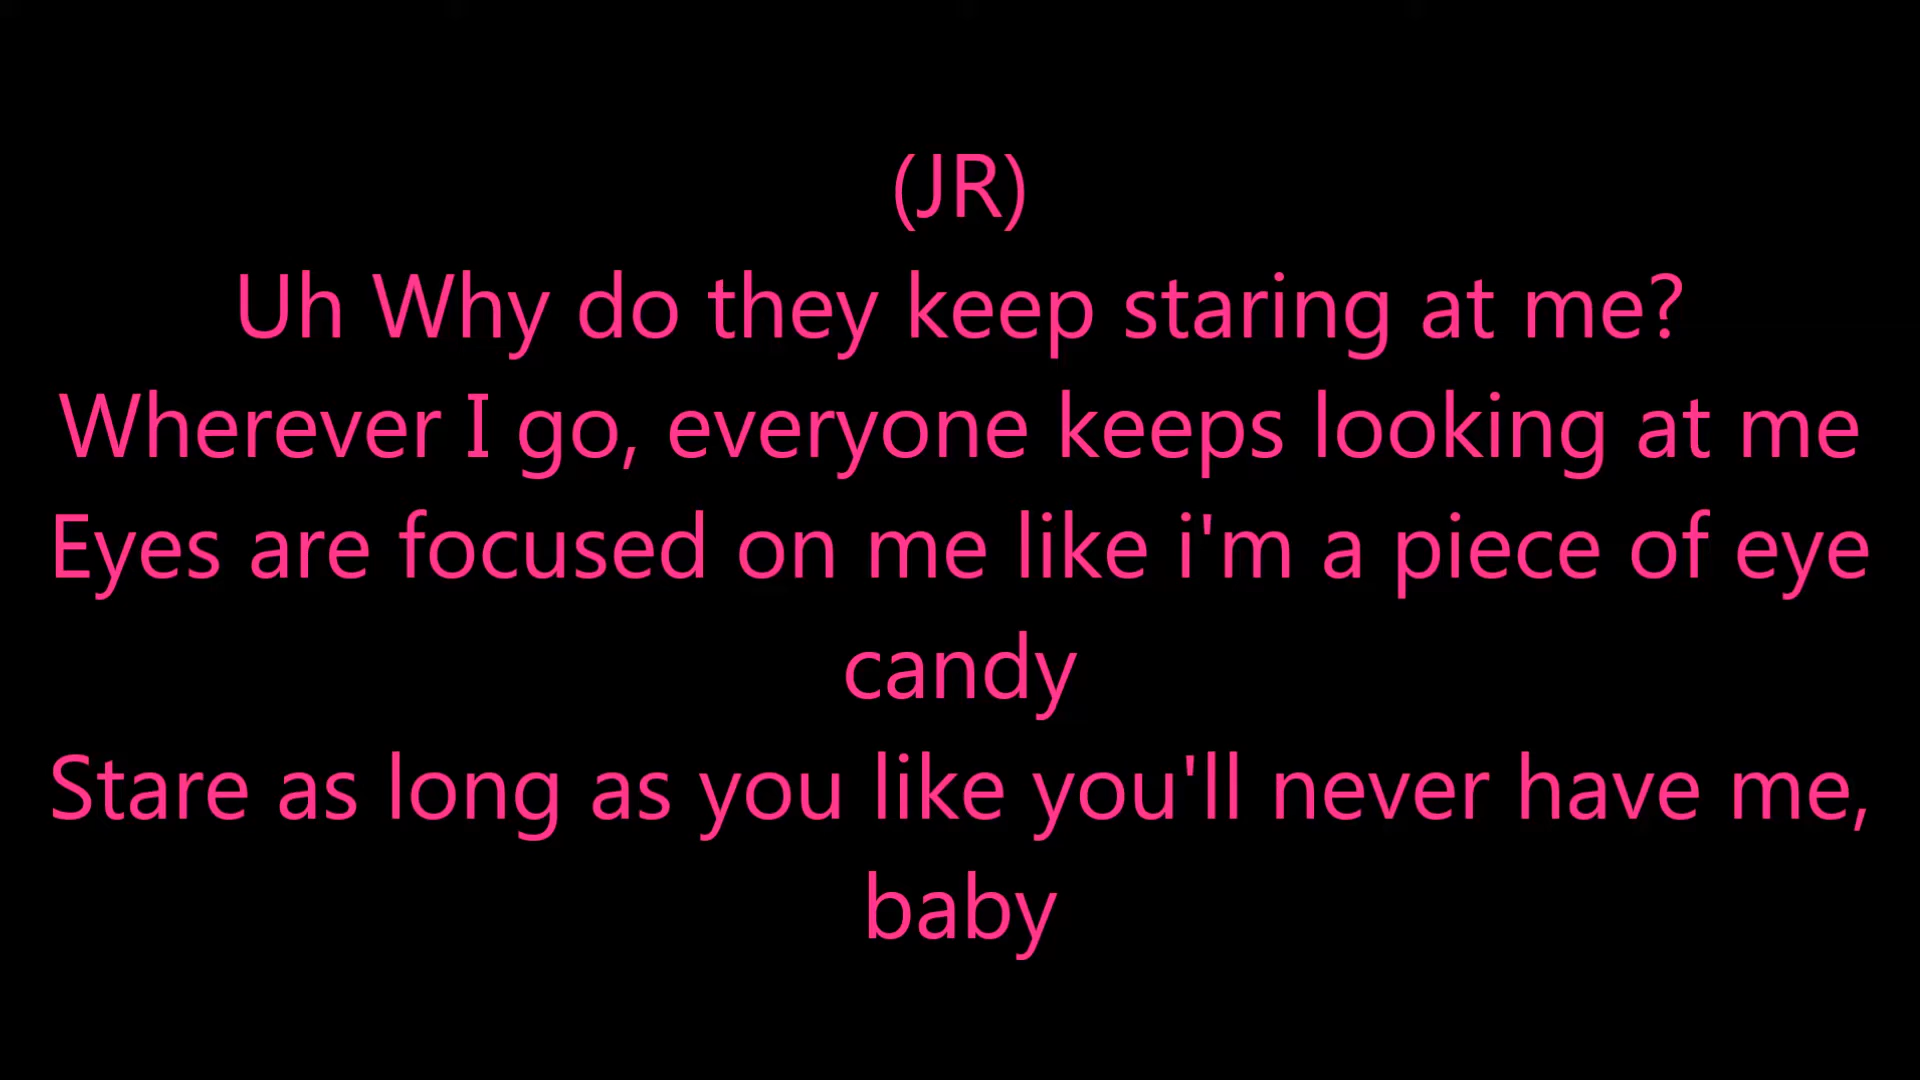 (JR)
Uh Why do they keep staring at me?
Wherever I go, everyone keeps looking at me
Eyes are focused on me like i'm a piece of eye
candy
Stare as long as you like you'll never have me,
baby